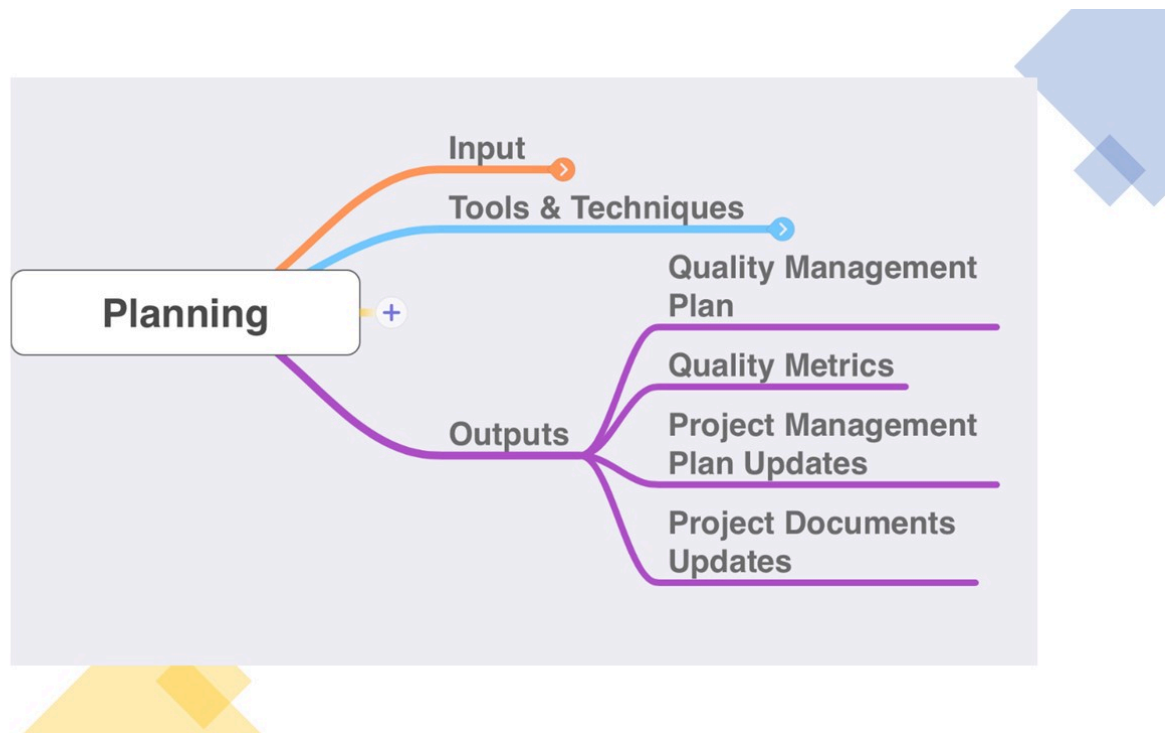 Input
Tools & Techniques
Quality Management
Plan
Planning
Quality Metrics
Outputs
Project Management
Plan Updates
Project Documents
Updates